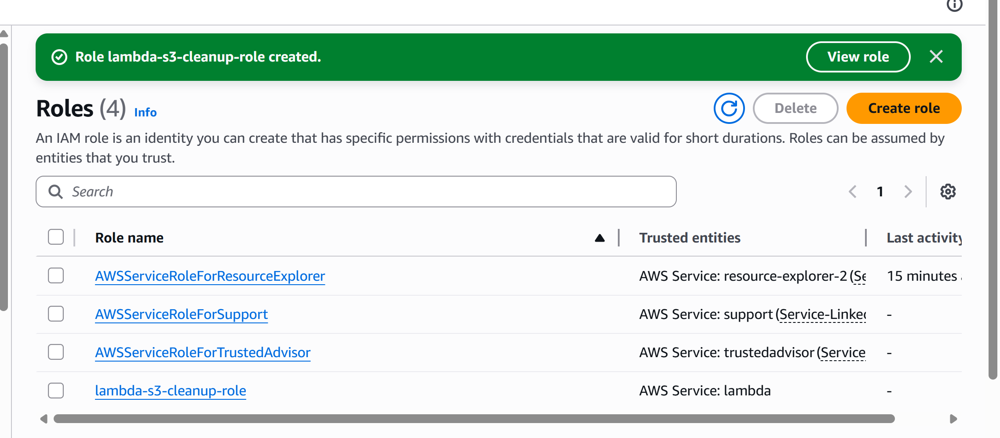 Role lambda-s3-cleanup-role created.
View role
Roles (4) Info
Delete
Create role
An IAM role is an identity you can create that has specific permissions with credentials that are valid for short durations. Roles can be assumed by
entities that you trust.
Search
1
Role name
Trusted entities
Last activity
AWSServiceRoleForResourceExplorer
AWS Service: resource-explorer-2 (Se
15 minutes
AWSServiceRoleForSupport
AWS Service: support (Service-Linked
-
AWSServiceRoleForTrustedAdvisor
AWS Service: trustedadvisor (Service
-
lambda-s3-cleanup-role
AWS Service: lambda
-